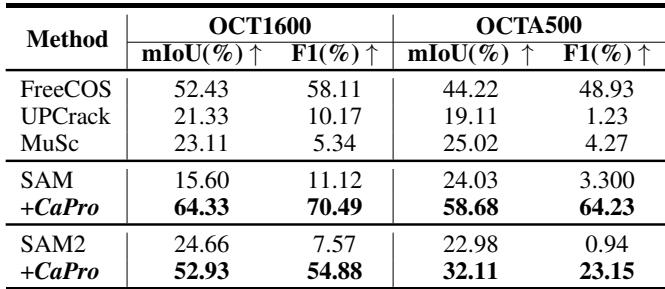 Method OCT1600 OCTA500
mIoU(%) ↑ F1(%) ↑ mIoU(%) ↑ F1(%) ↑
FreeCOS 52.43 58.11 44.22 48.93
UPCrack 21.33 10.17 19.11 1.23
MuSc 23.11 5.34 25.02 4.27
SAM 15.60 11.12 24.03 3.300
+CaPro 64.33 70.49 58.68 64.23
SAM2 24.66 7.57 22.98 0.94
+CaPro 52.93 54.88 32.11 23.15